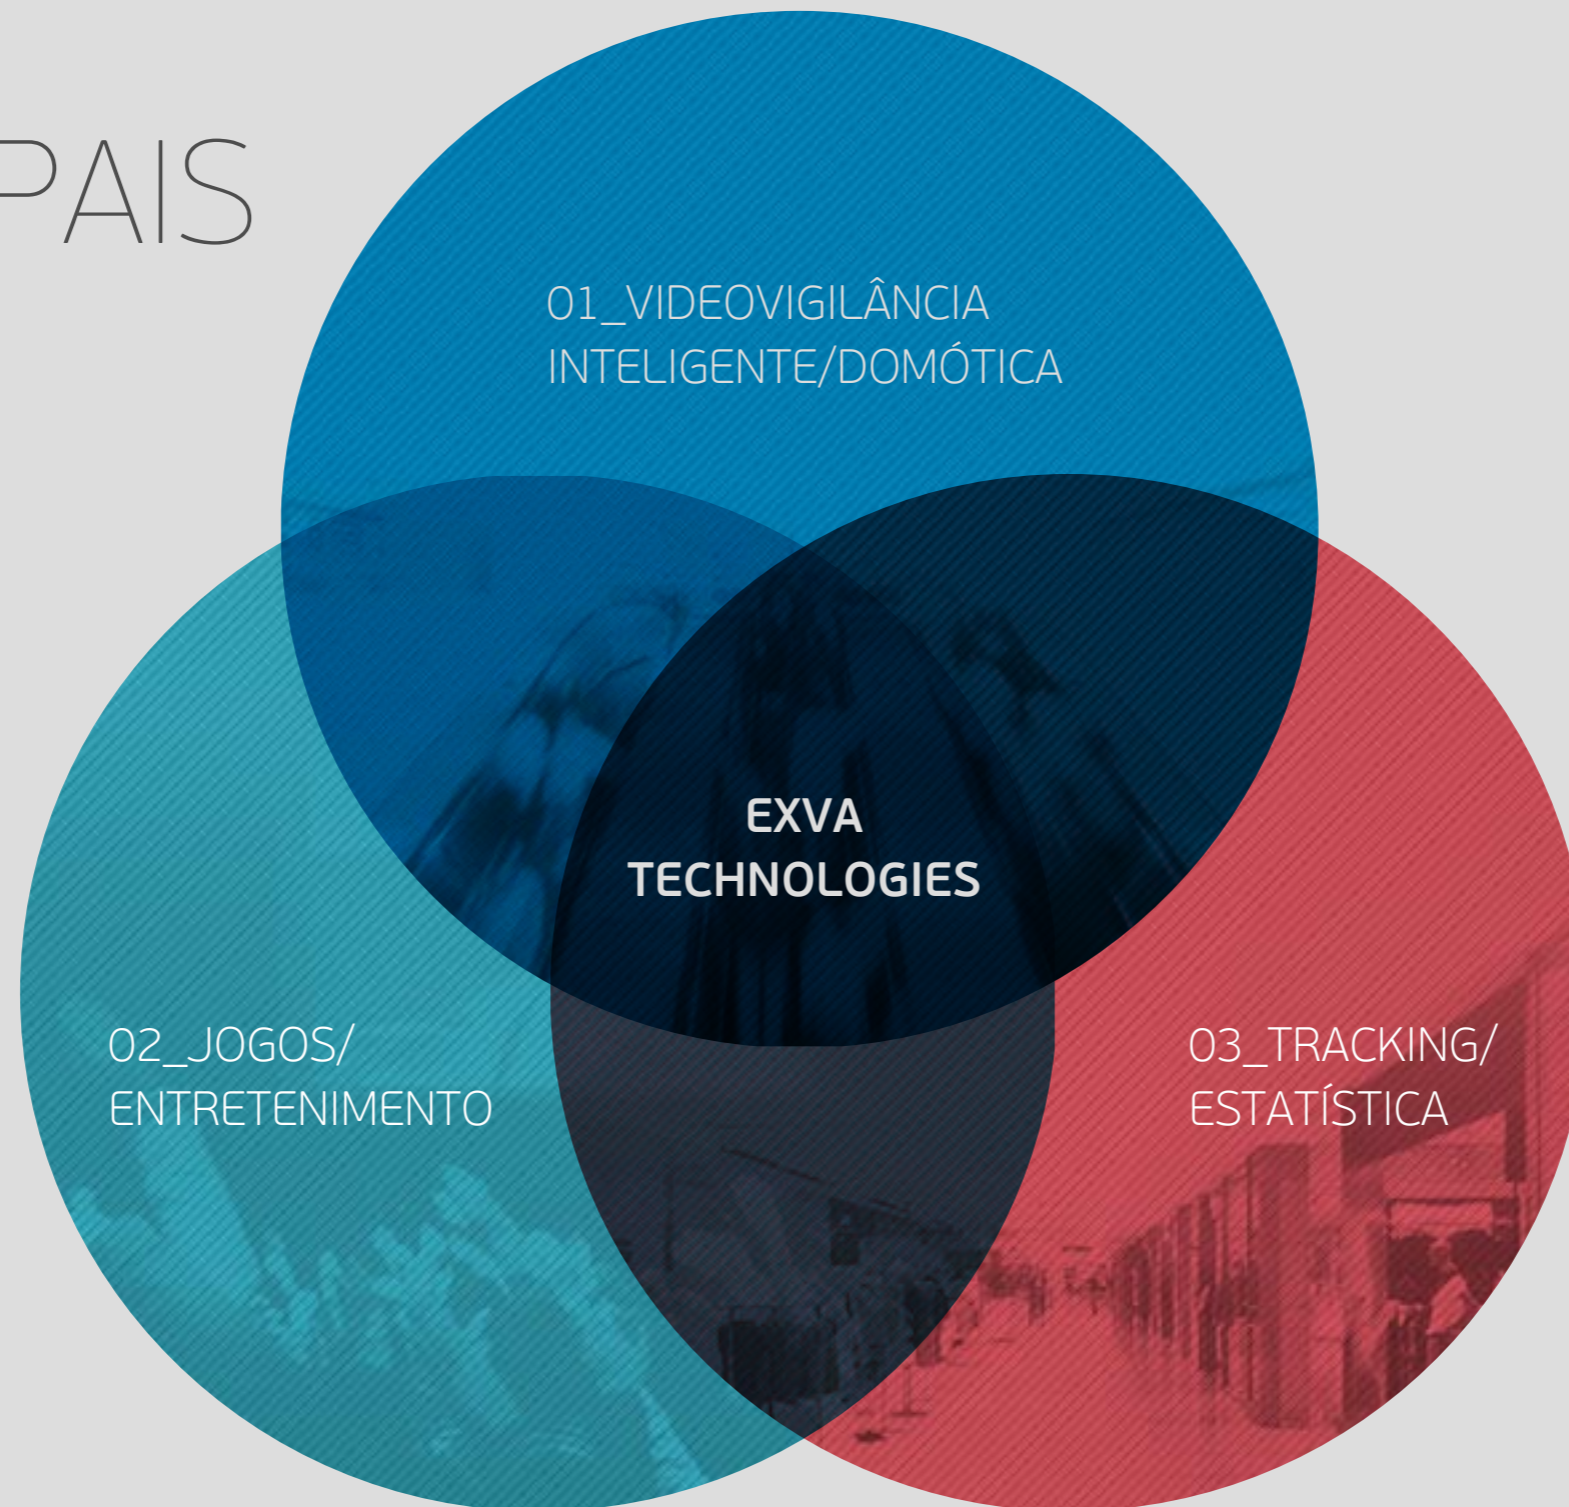 PAIS
01_VIDEOVIGILÂNCIA
INTELIGENTE/DOMÓTICA
EXVA
TECHNOLOGIES
02_JOGOS/
ENTRETENIMENTO
03_TRACKING/
ESTATÍSTICA